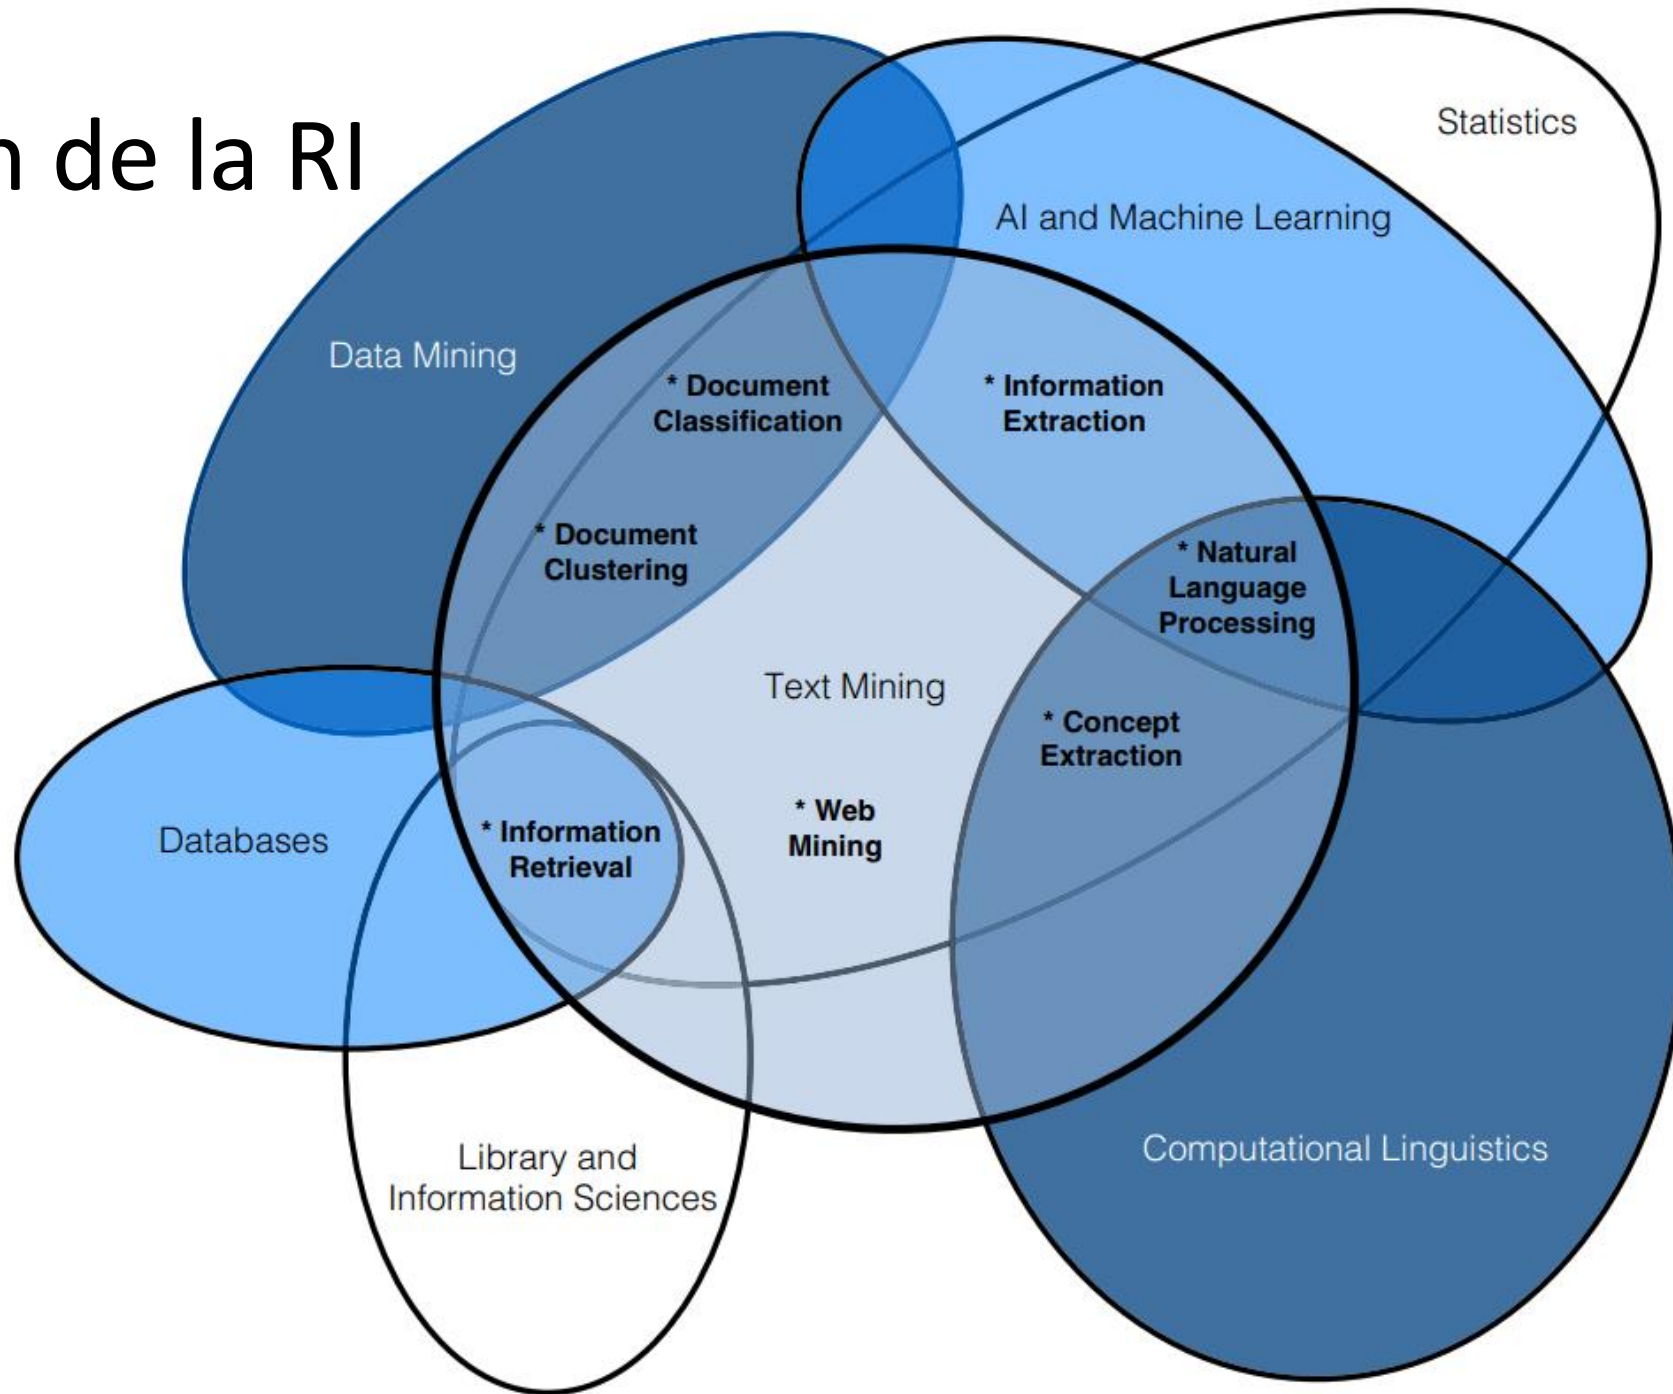 n de la RI
Statistics
AI and Machine Learning
Data Mining
* Document
Classification
* Information
Extraction
* Document
Clustering
* Natural
Language
Processing
Text Mining
* Concept
Extraction
* Web
Mining
Databases
* Information
Retrieval
Library and
Information Sciences
Computational Linguistics